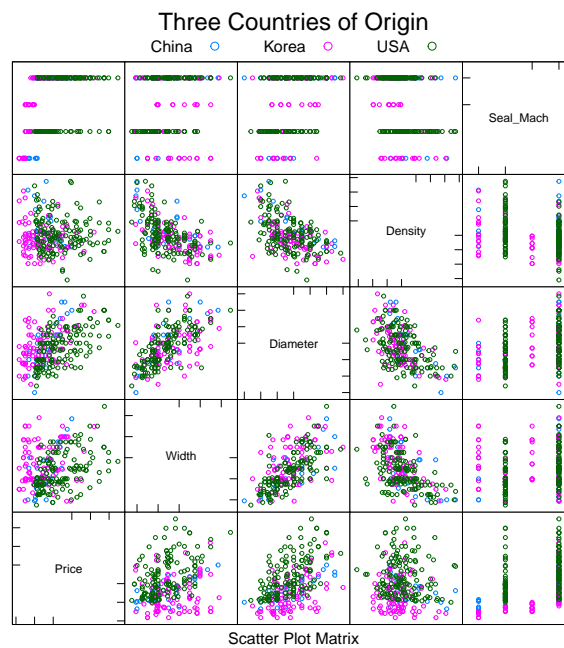 Three Countries of Origin
China Korea USA
Seal_Mach
Density
Diameter
Width
Price
Scatter Plot Matrix